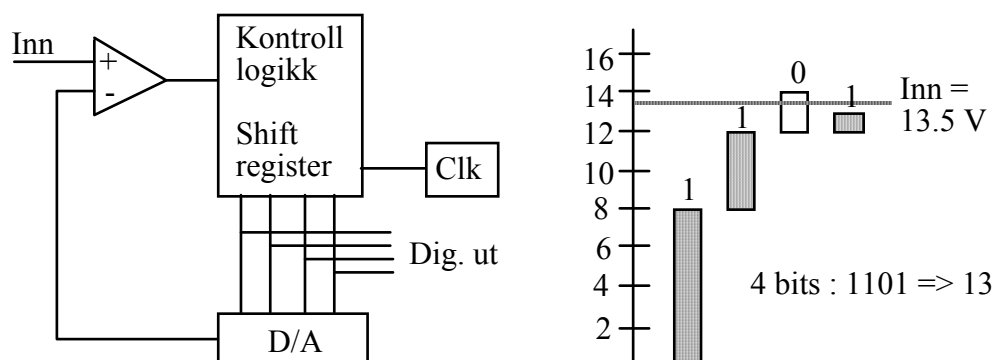 Inn
+
-
Kontroll
logikk
Shift
register
Clk
Dig. ut
D/A
16
14
12
10
8
6
4
2
1
1
0
1
Inn =
13.5 V
4 bits : 1101 => 13